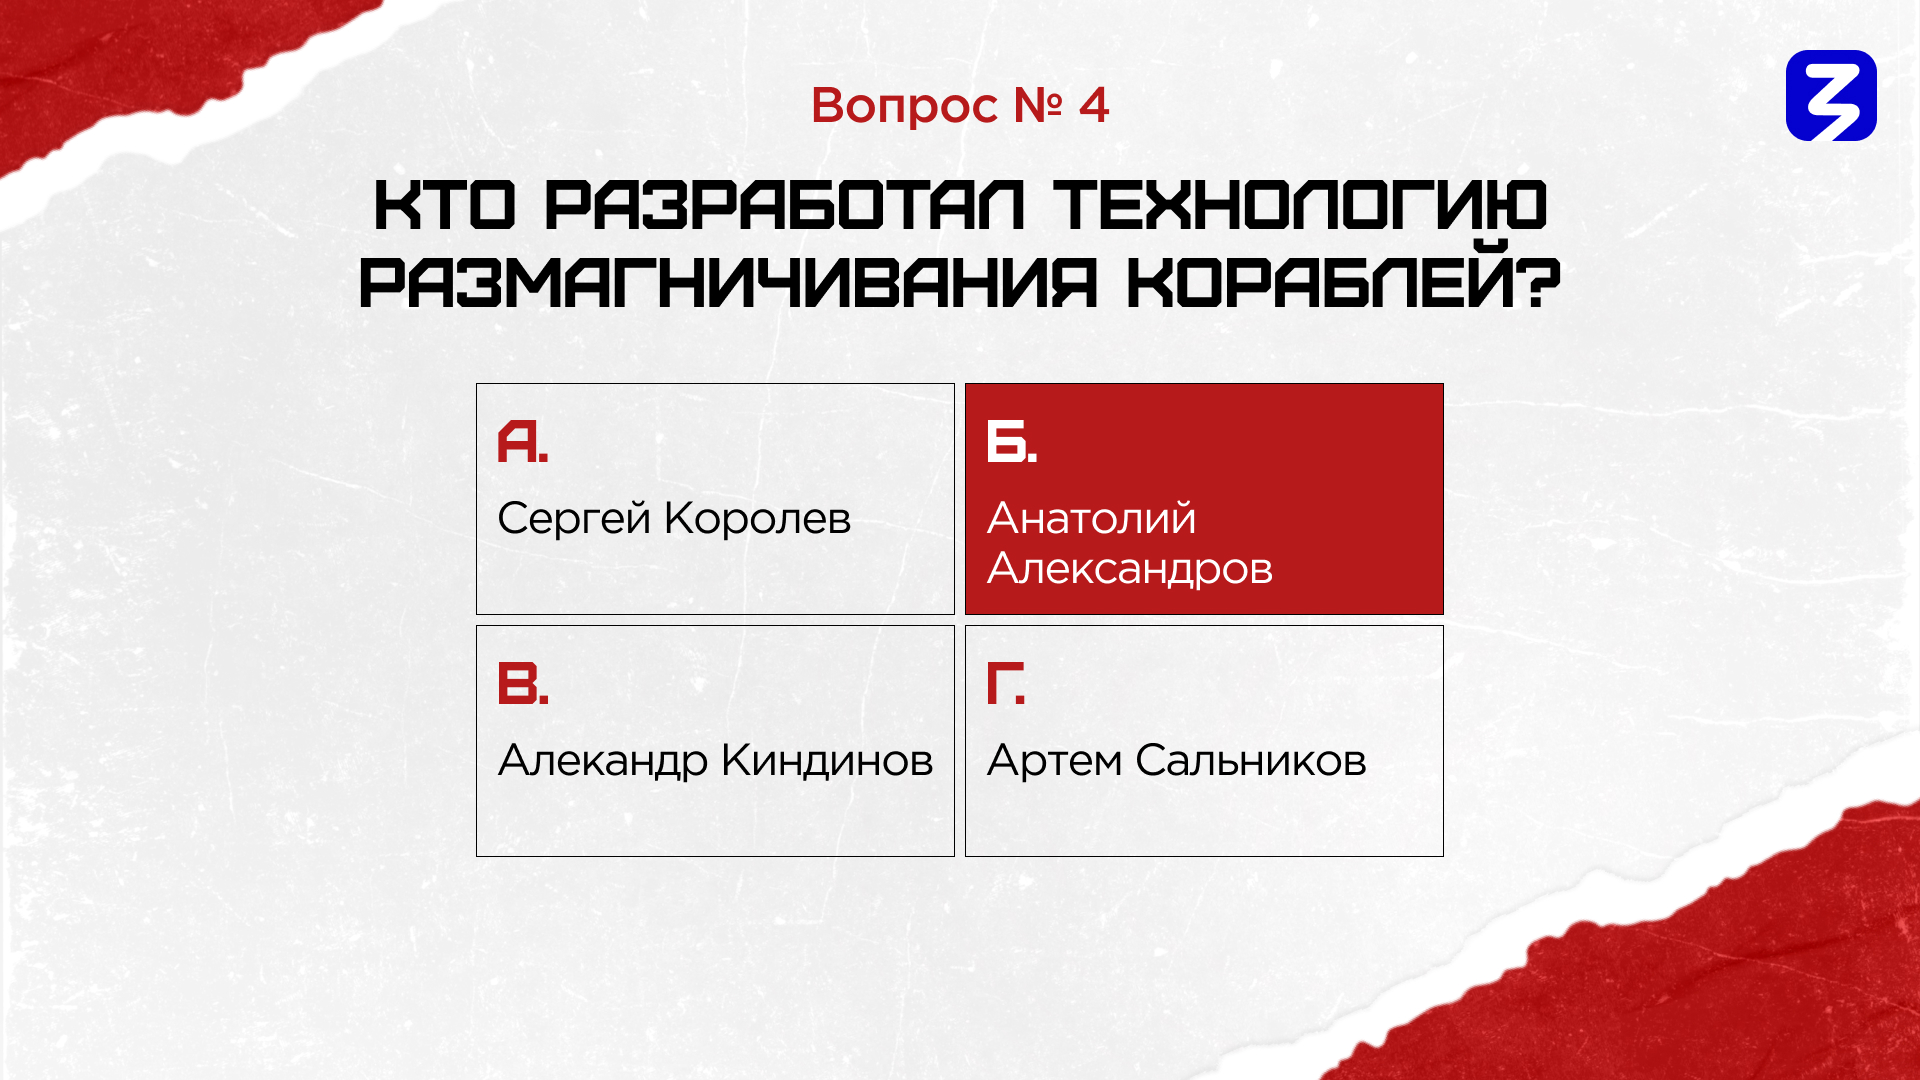 Вопрос № 4
КТО РАЗРАБОТАЛ ТЕХНОЛОГИЮ
РАЗМАГНИЧИВАНИЯ КОРАБЛЕЙ?
А.
Сергей Королев
Б.
Анатолий
Александров
В.
Алекандр Киндинов
Г.
Артем Сальников